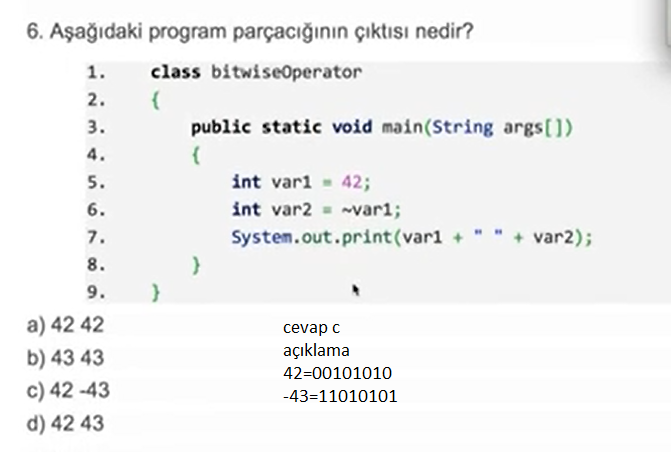 6. Aşağıdaki program parçacığının çıktısı nedir?
1. class bitwiseOperator
2. {
3. public static void main(String args[])
4. {
5. int var1 = 42;
6. int var2 = ~var1;
7. System.out.print(var1 + " " + var2);
8. }
9. }
a) 42 42
b) 43 43
c) 42 -43
d) 42 43
cevap c
açıklama
42=00101010
-43=11010101